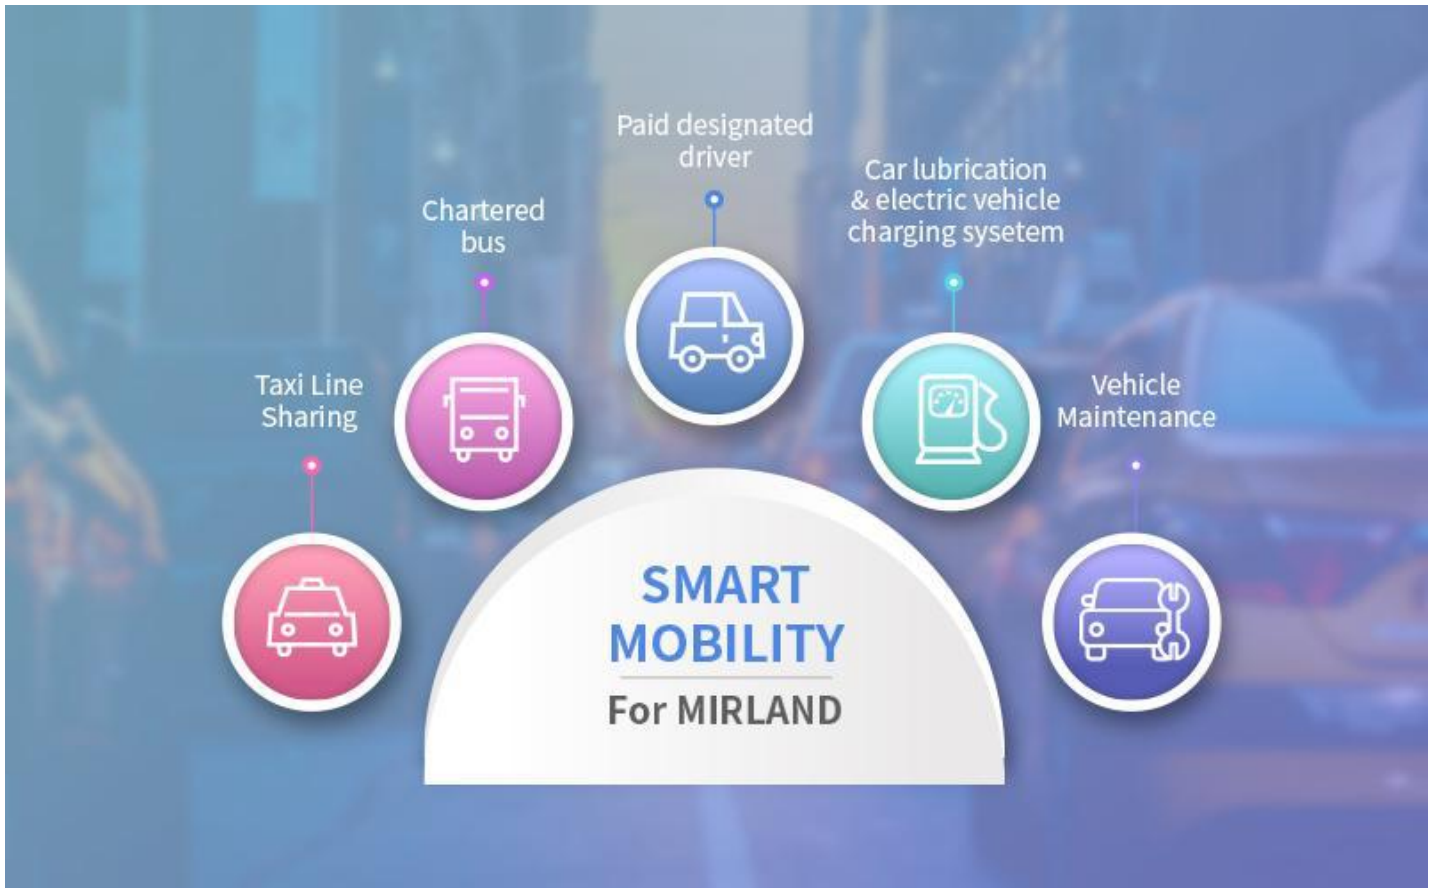 Paid designated
driver
Car lubrication
& electric vehicle
charging sysetem
Chartered
bus
Taxi Line
Sharing
Vehicle
Maintenance
SMART
MOBILITY
For MIRLAND